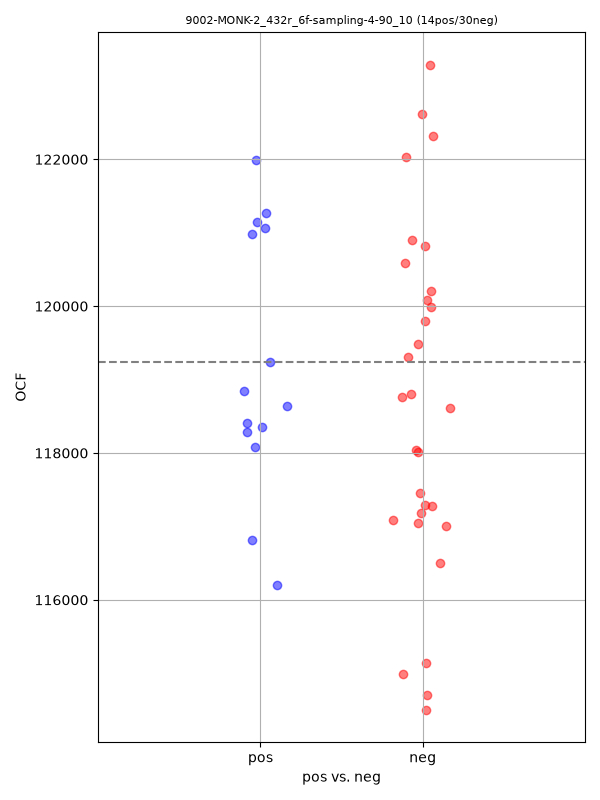 9002-MONK-2_432r_6f-sampling-4-90_10 (14pos/30neg)
122000
120000
118000
116000
OCF
pos neg
pos vs. neg